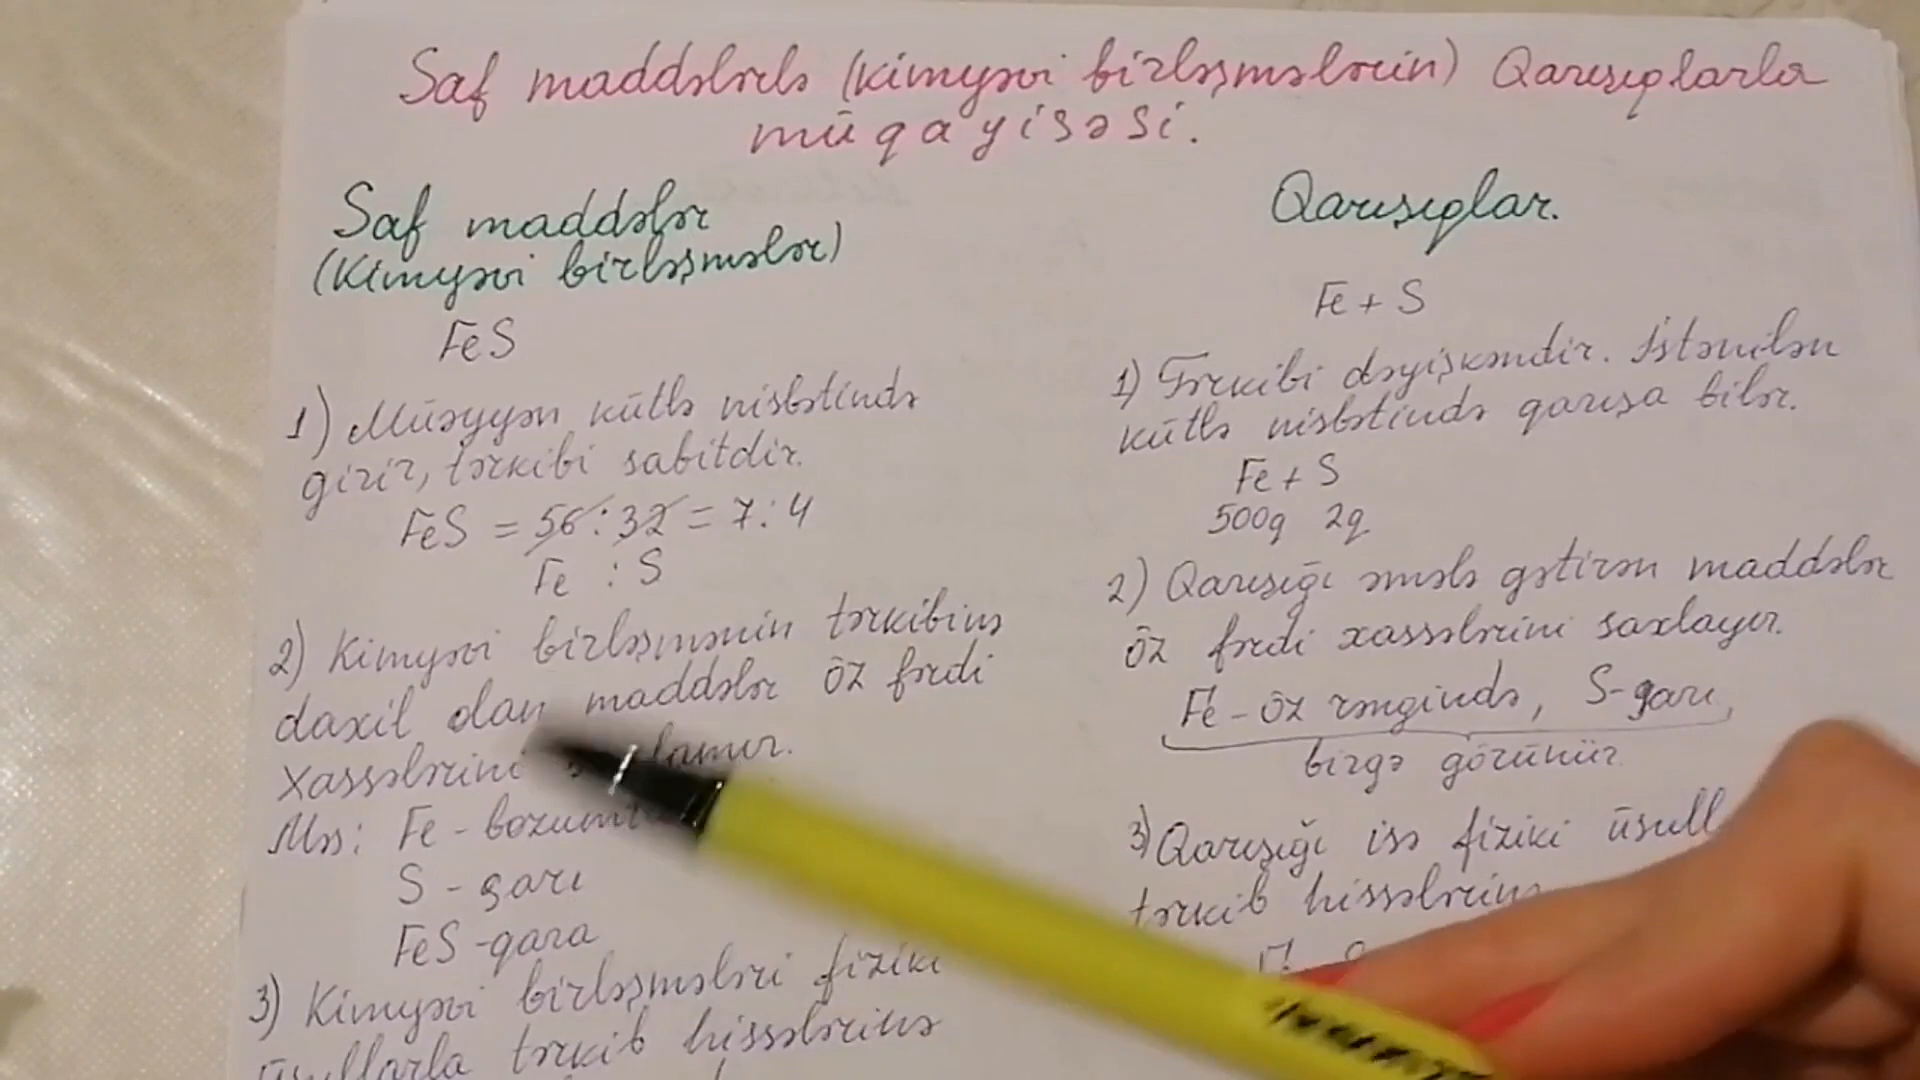 Saf maddələrlə (kimyəvi birləşmələrin) Qarışıqlarla
müqayisəsi.
Saf maddələr
(Kimyəvi birləşmələr)
FeS
1) Müəyyən kütlə nisbətində
girir, tərkibi sabitdir.
FeS = 56 : 32 = 7 : 4
Fe : S
2) Kimyəvi birləşmənin tərkibinə
daxil olan maddələr öz fərdi
xassələrini
Məs: Fe -
S - sarı
FeS - qara
3) Kimyəvi birləşmələri fiziki
üsullarla tərkib hissələrinə
Qarışıqlar.
Fe + S
1) Tərkibi dəyişkəndir. İstənilən
kütlə nisbətində qarışa bilər.
Fe + S
500q 2q
2) Qarışığı əmələ gətirən maddələr
öz fərdi xassələrini saxlayır.
Fe - öz rəngində, S - sarı,
birgə görünür.
3) Qarışığı isə fiziki
tərkib